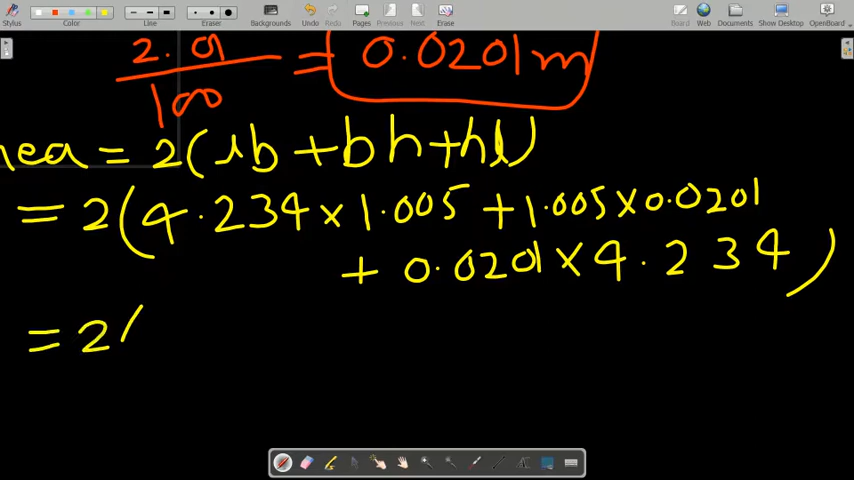 Stylus Color Line Eraser Backgrounds Undo Redo Pages Previous Next Erase Board Web Documents Show Desktop OpenBoard
2.01
100
= 0.0201m
= 2(lb + bh + hl)
= 2(4.234 × 1.005 + 1.005 × 0.0201
+ 0.0201 × 4.234)
= 2(